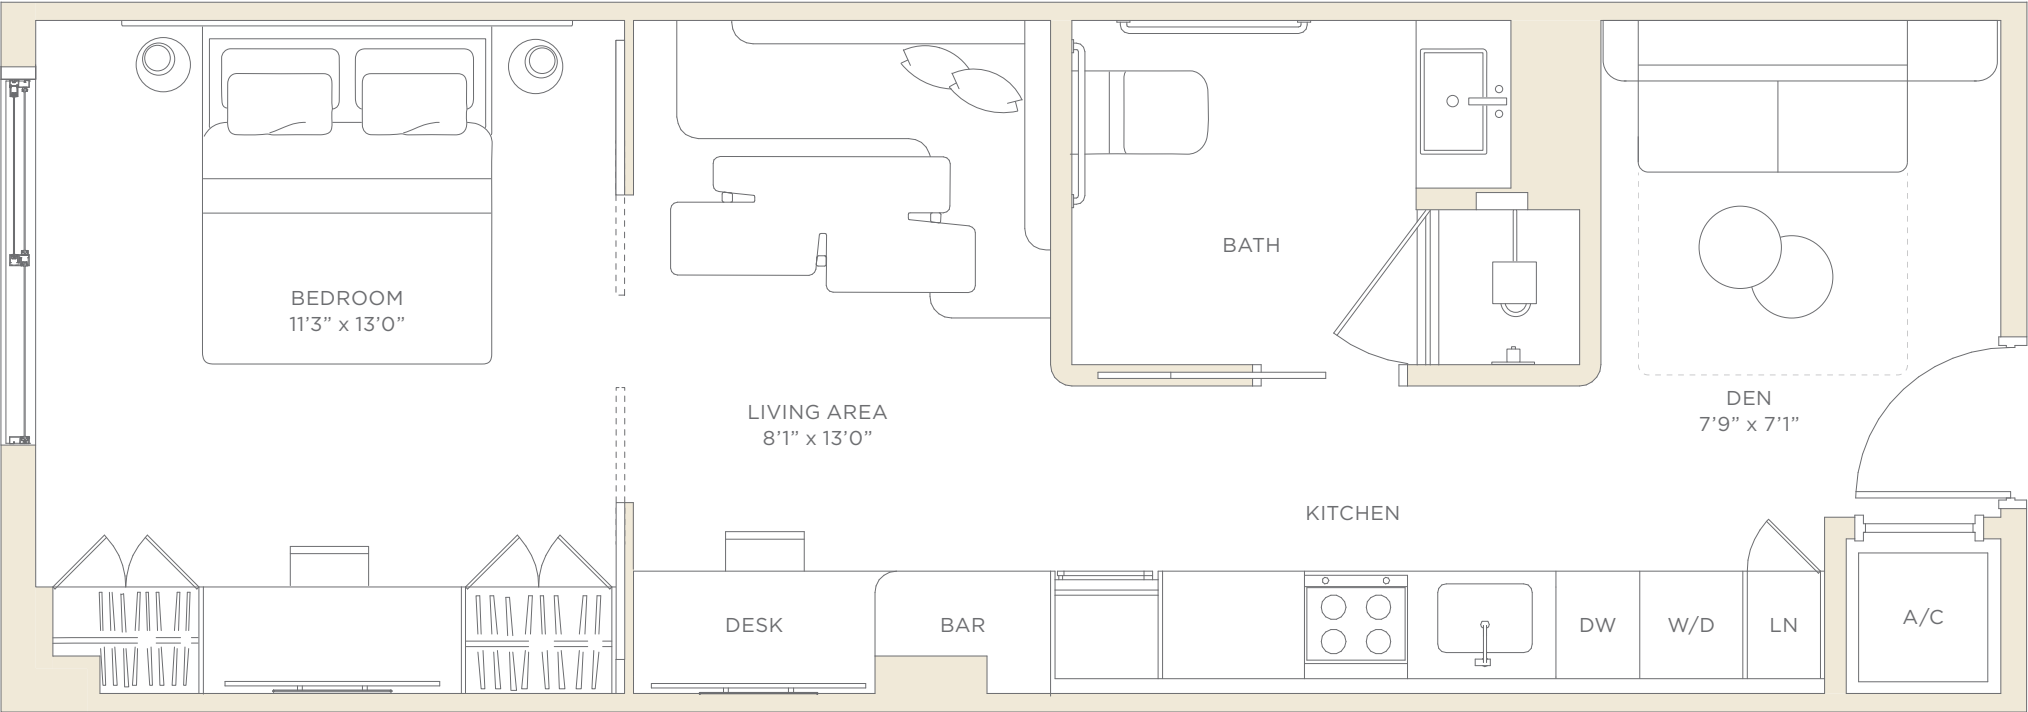 BEDROOM
11’3” x 13’0”
LIVING AREA
8’1” x 13’0”
BATH
DEN
7’9” x 7’1”
KITCHEN
DESK
BAR
DW
W/D
LN
A/C